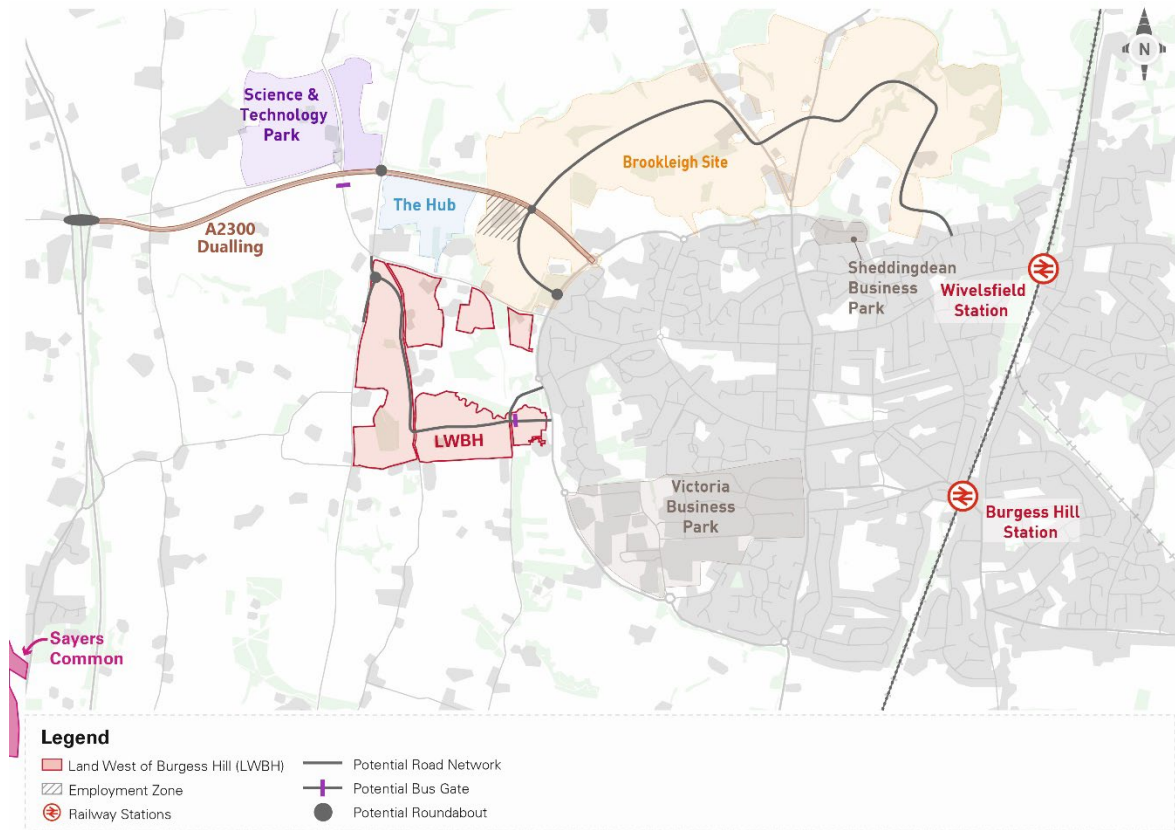 N
Science &
Technology
Park
Brookleigh Site
The Hub
A2300
Dualling
Sheddingdean
Business
Park
Wivelsfield
Station
LWBH
Victoria
Business
Park
Burgess Hill
Station
Sayers
Common
Legend
Land West of Burgess Hill (LWBH)
Employment Zone
Railway Stations
Potential Road Network
Potential Bus Gate
Potential Roundabout